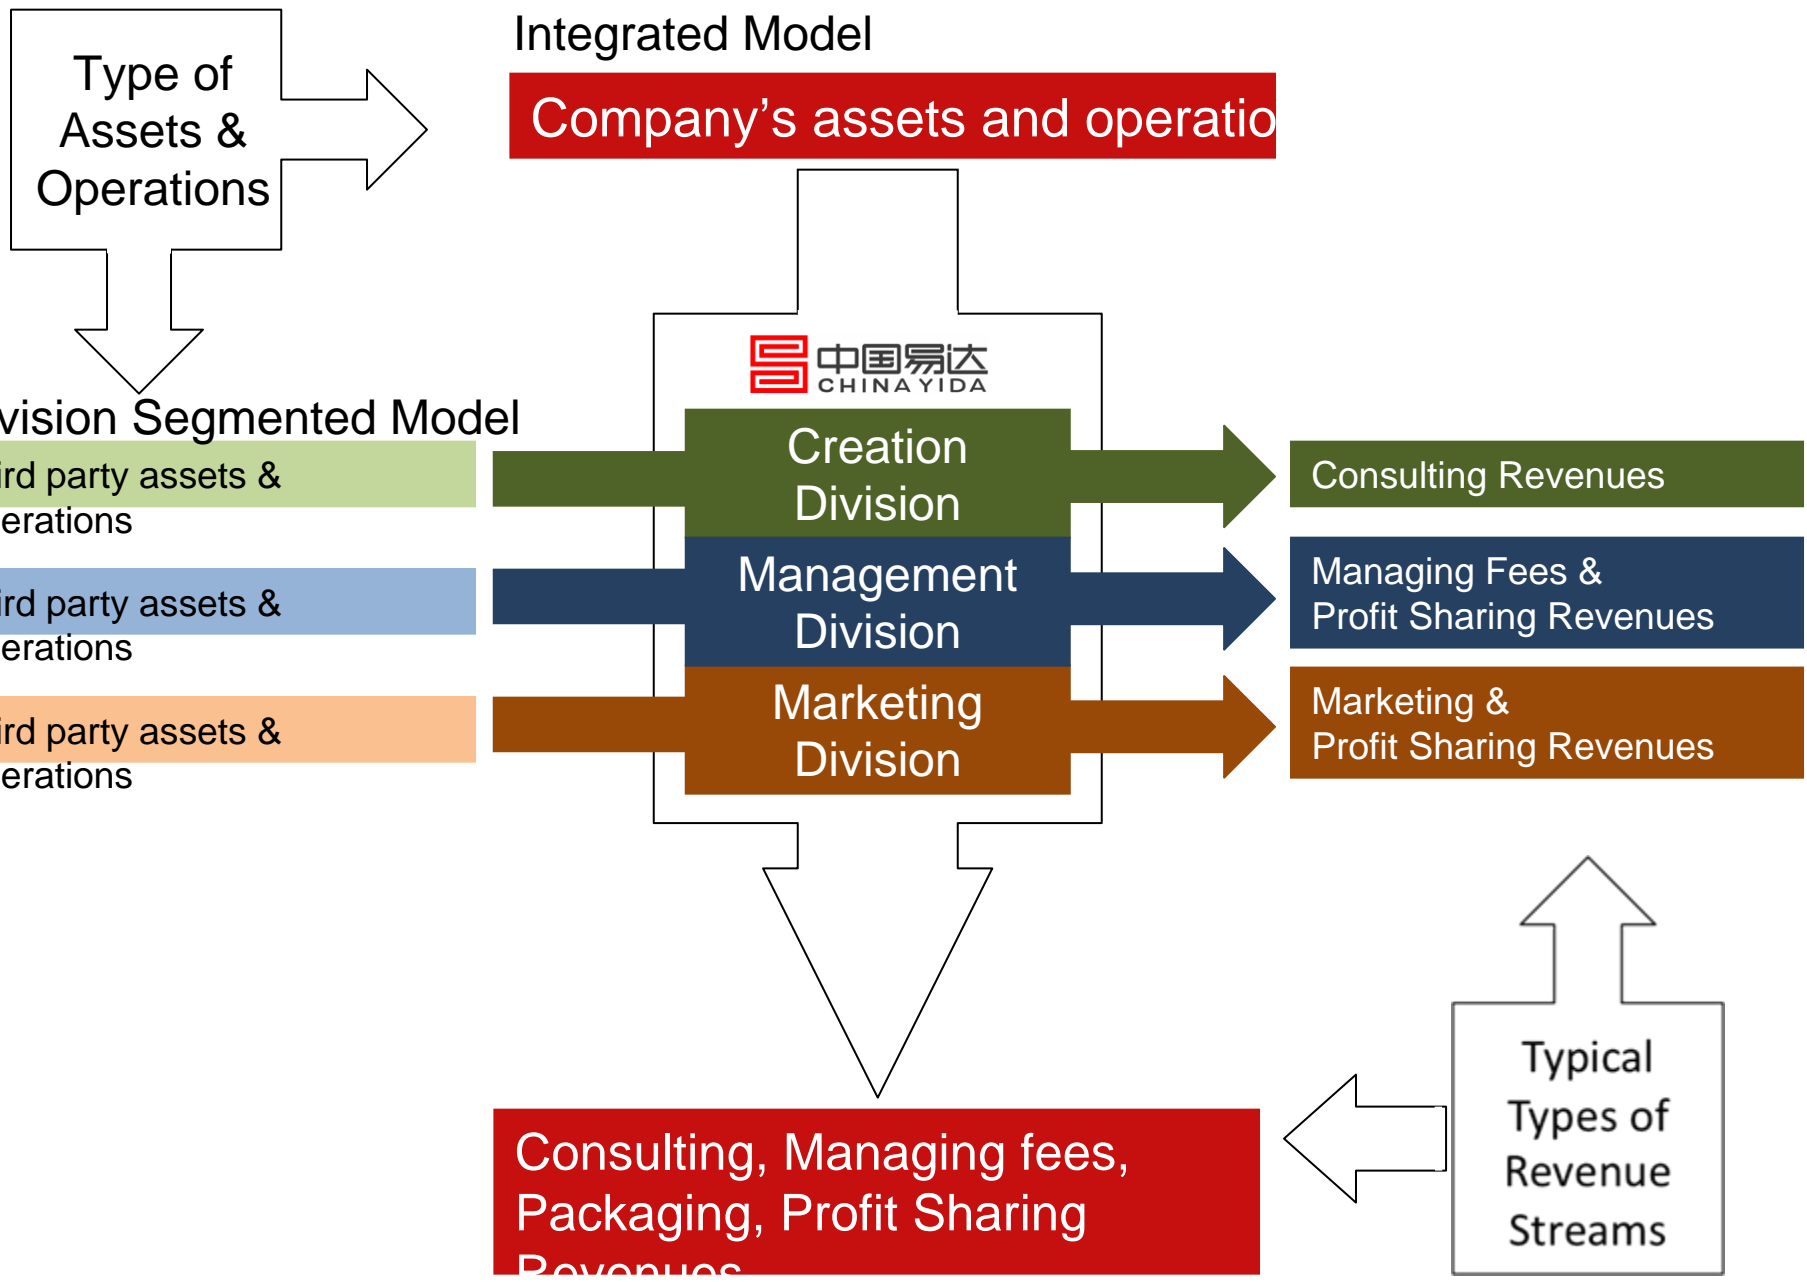 Type of
Assets &
Operations
Integrated Model
Company’s assets and operatio
中国易达
CHINA YIDA
vision Segmented Model
ird party assets &
erations
Creation
Division
Consulting Revenues
ird party assets &
erations
Management
Division
Managing Fees &
Profit Sharing Revenues
ird party assets &
erations
Marketing
Division
Marketing &
Profit Sharing Revenues
Consulting, Managing fees,
Packaging, Profit Sharing
Revenues
Typical
Types of
Revenue
Streams